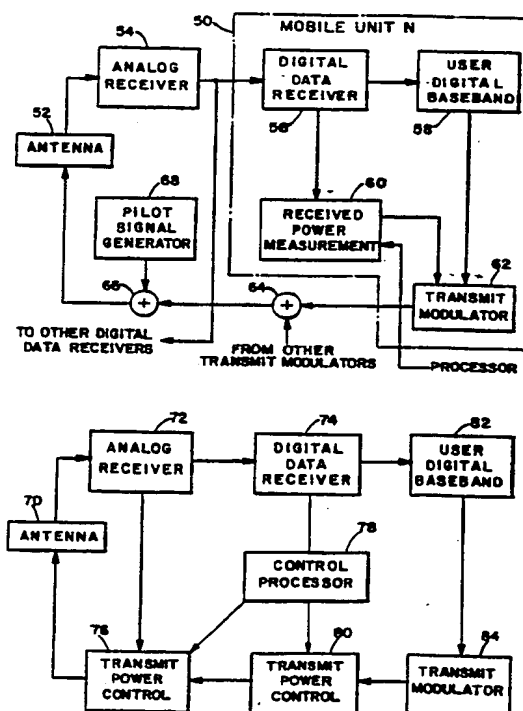 50
MOBILE UNIT N
54
ANALOG
RECEIVER
DIGITAL
DATA
RECEIVER
56
USER
DIGITAL
BASEBAND
58
52
ANTENNA
68
PILOT
SIGNAL
GENERATOR
60
RECEIVED
POWER
MEASUREMENT
62
TRANSMIT
MODULATOR
66
+
64
+
TO OTHER DIGITAL
DATA RECEIVERS
FROM OTHER
TRANSMIT MODULATORS
PROCESSOR
72
ANALOG
RECEIVER
74
DIGITAL
DATA
RECEIVER
82
USER
DIGITAL
BASEBAND
70
ANTENNA
78
CONTROL
PROCESSOR
76
TRANSMIT
POWER
CONTROL
80
TRANSMIT
POWER
CONTROL
84
TRANSMIT
MODULATOR